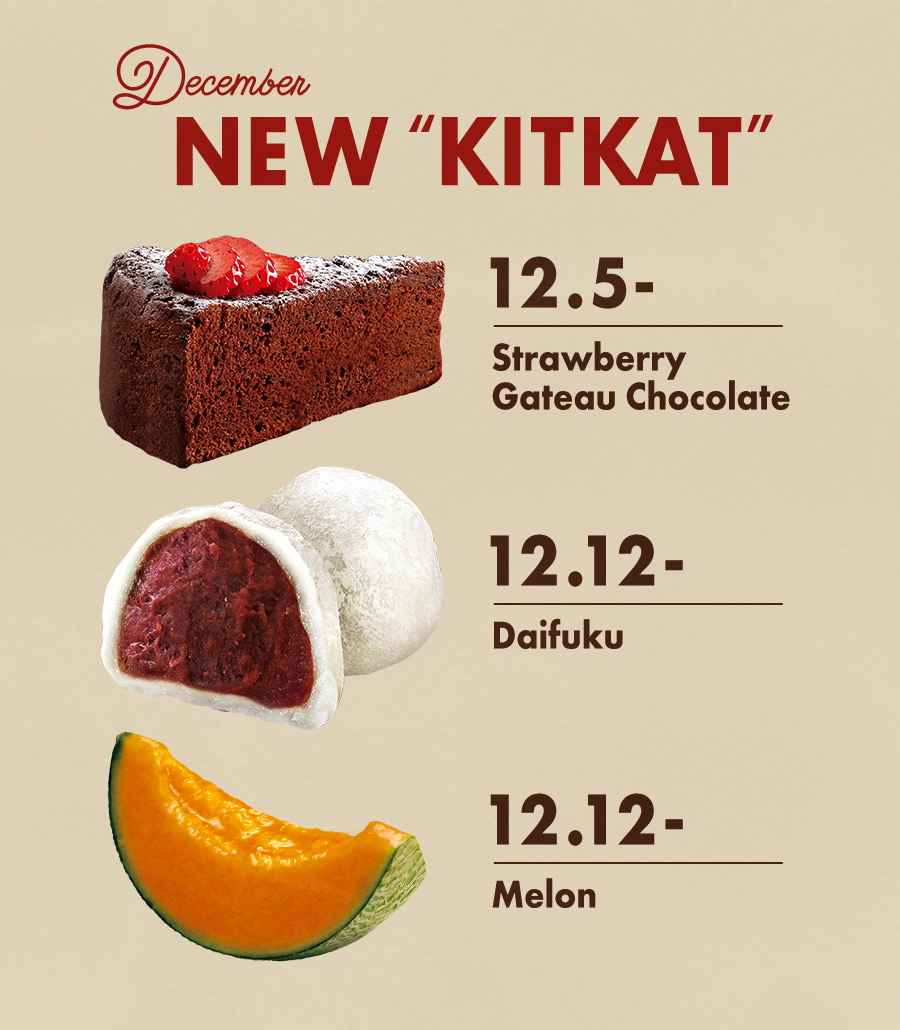 December
NEW “KITKAT”
12.5-
Strawberry
Gateau Chocolate
12.12-
Daifuku
12.12-
Melon